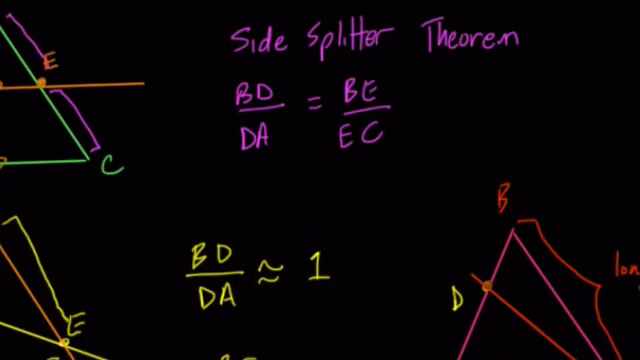 Side Splitter Theorem
E
BD/DA = BE/EC
C
B
BD/DA ≈ 1
D
E